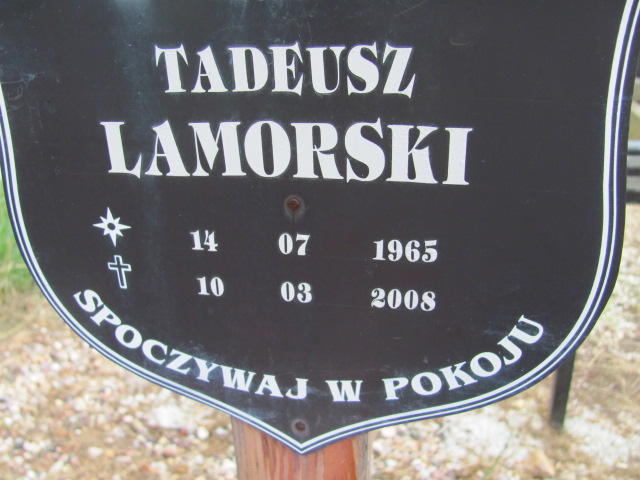 TADEUSZ
LAMORSKI
14 07 1965
10 03 2008
SPOCZYWAJ W POKOJU